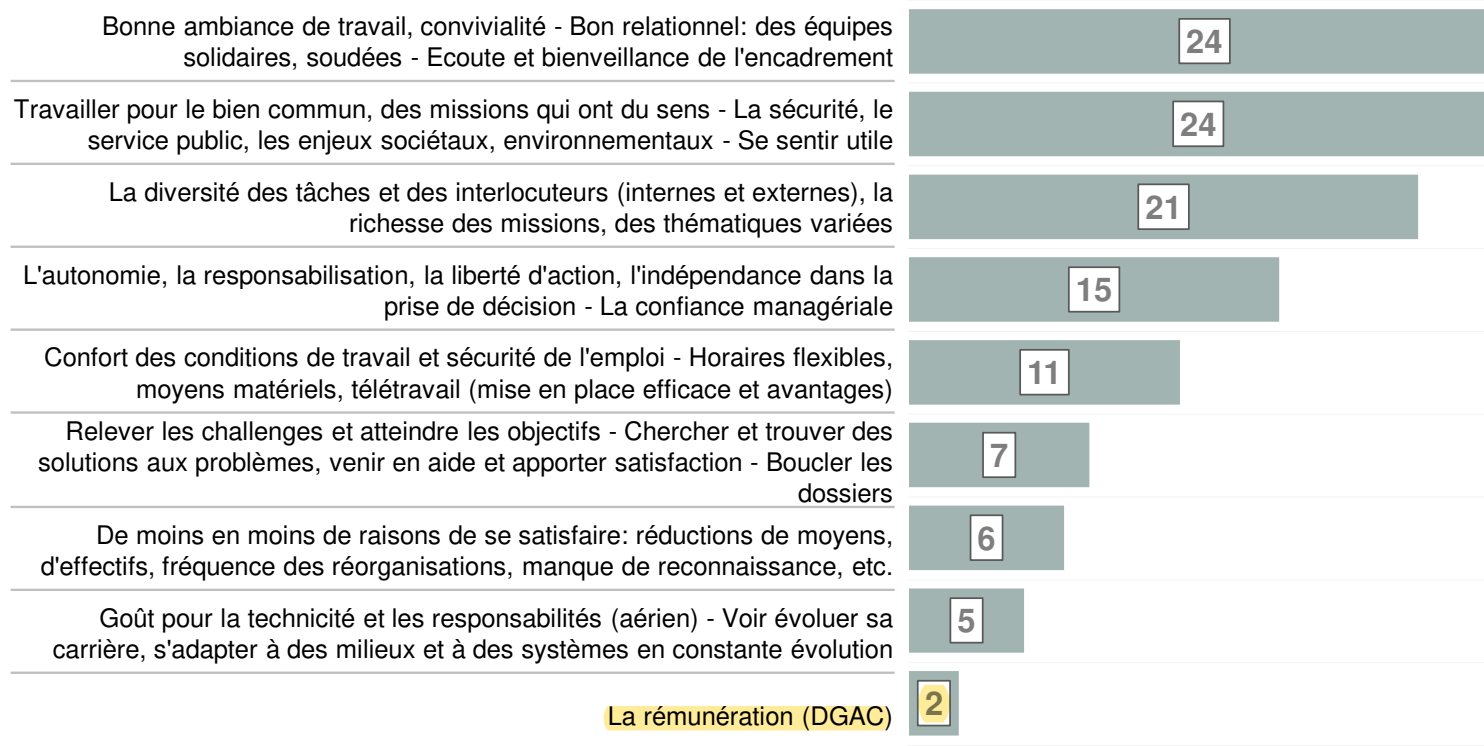 Bonne ambiance de travail, convivialité - Bon relationnel: des équipes
solidaires, soudées - Ecoute et bienveillance de l'encadrement
24
Travailler pour le bien commun, des missions qui ont du sens - La sécurité, le
service public, les enjeux sociétaux, environnementaux - Se sentir utile
24
La diversité des tâches et des interlocuteurs (internes et externes), la
richesse des missions, des thématiques variées
21
L'autonomie, la responsabilisation, la liberté d'action, l'indépendance dans la
prise de décision - La confiance managériale
15
Confort des conditions de travail et sécurité de l'emploi - Horaires flexibles,
moyens matériels, télétravail (mise en place efficace et avantages)
11
Relever les challenges et atteindre les objectifs - Chercher et trouver des
solutions aux problèmes, venir en aide et apporter satisfaction - Boucler les
dossiers
7
De moins en moins de raisons de se satisfaire: réductions de moyens,
d'effectifs, fréquence des réorganisations, manque de reconnaissance, etc.
6
Goût pour la technicité et les responsabilités (aérien) - Voir évoluer sa
carrière, s'adapter à des milieux et à des systèmes en constante évolution
5
La rémunération (DGAC)
2